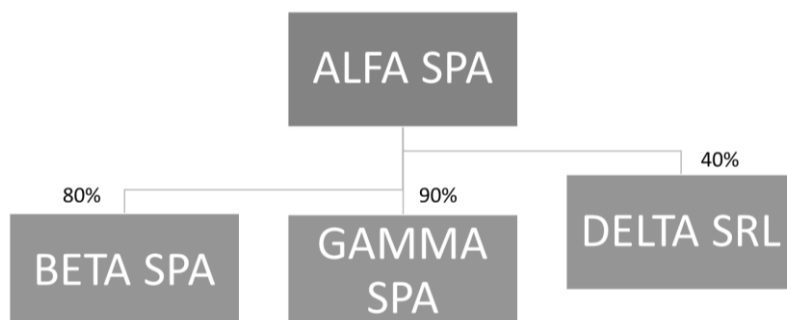 ALFA SPA
80%
90%
40%
BETA SPA
GAMMA
SPA
DELTA SRL